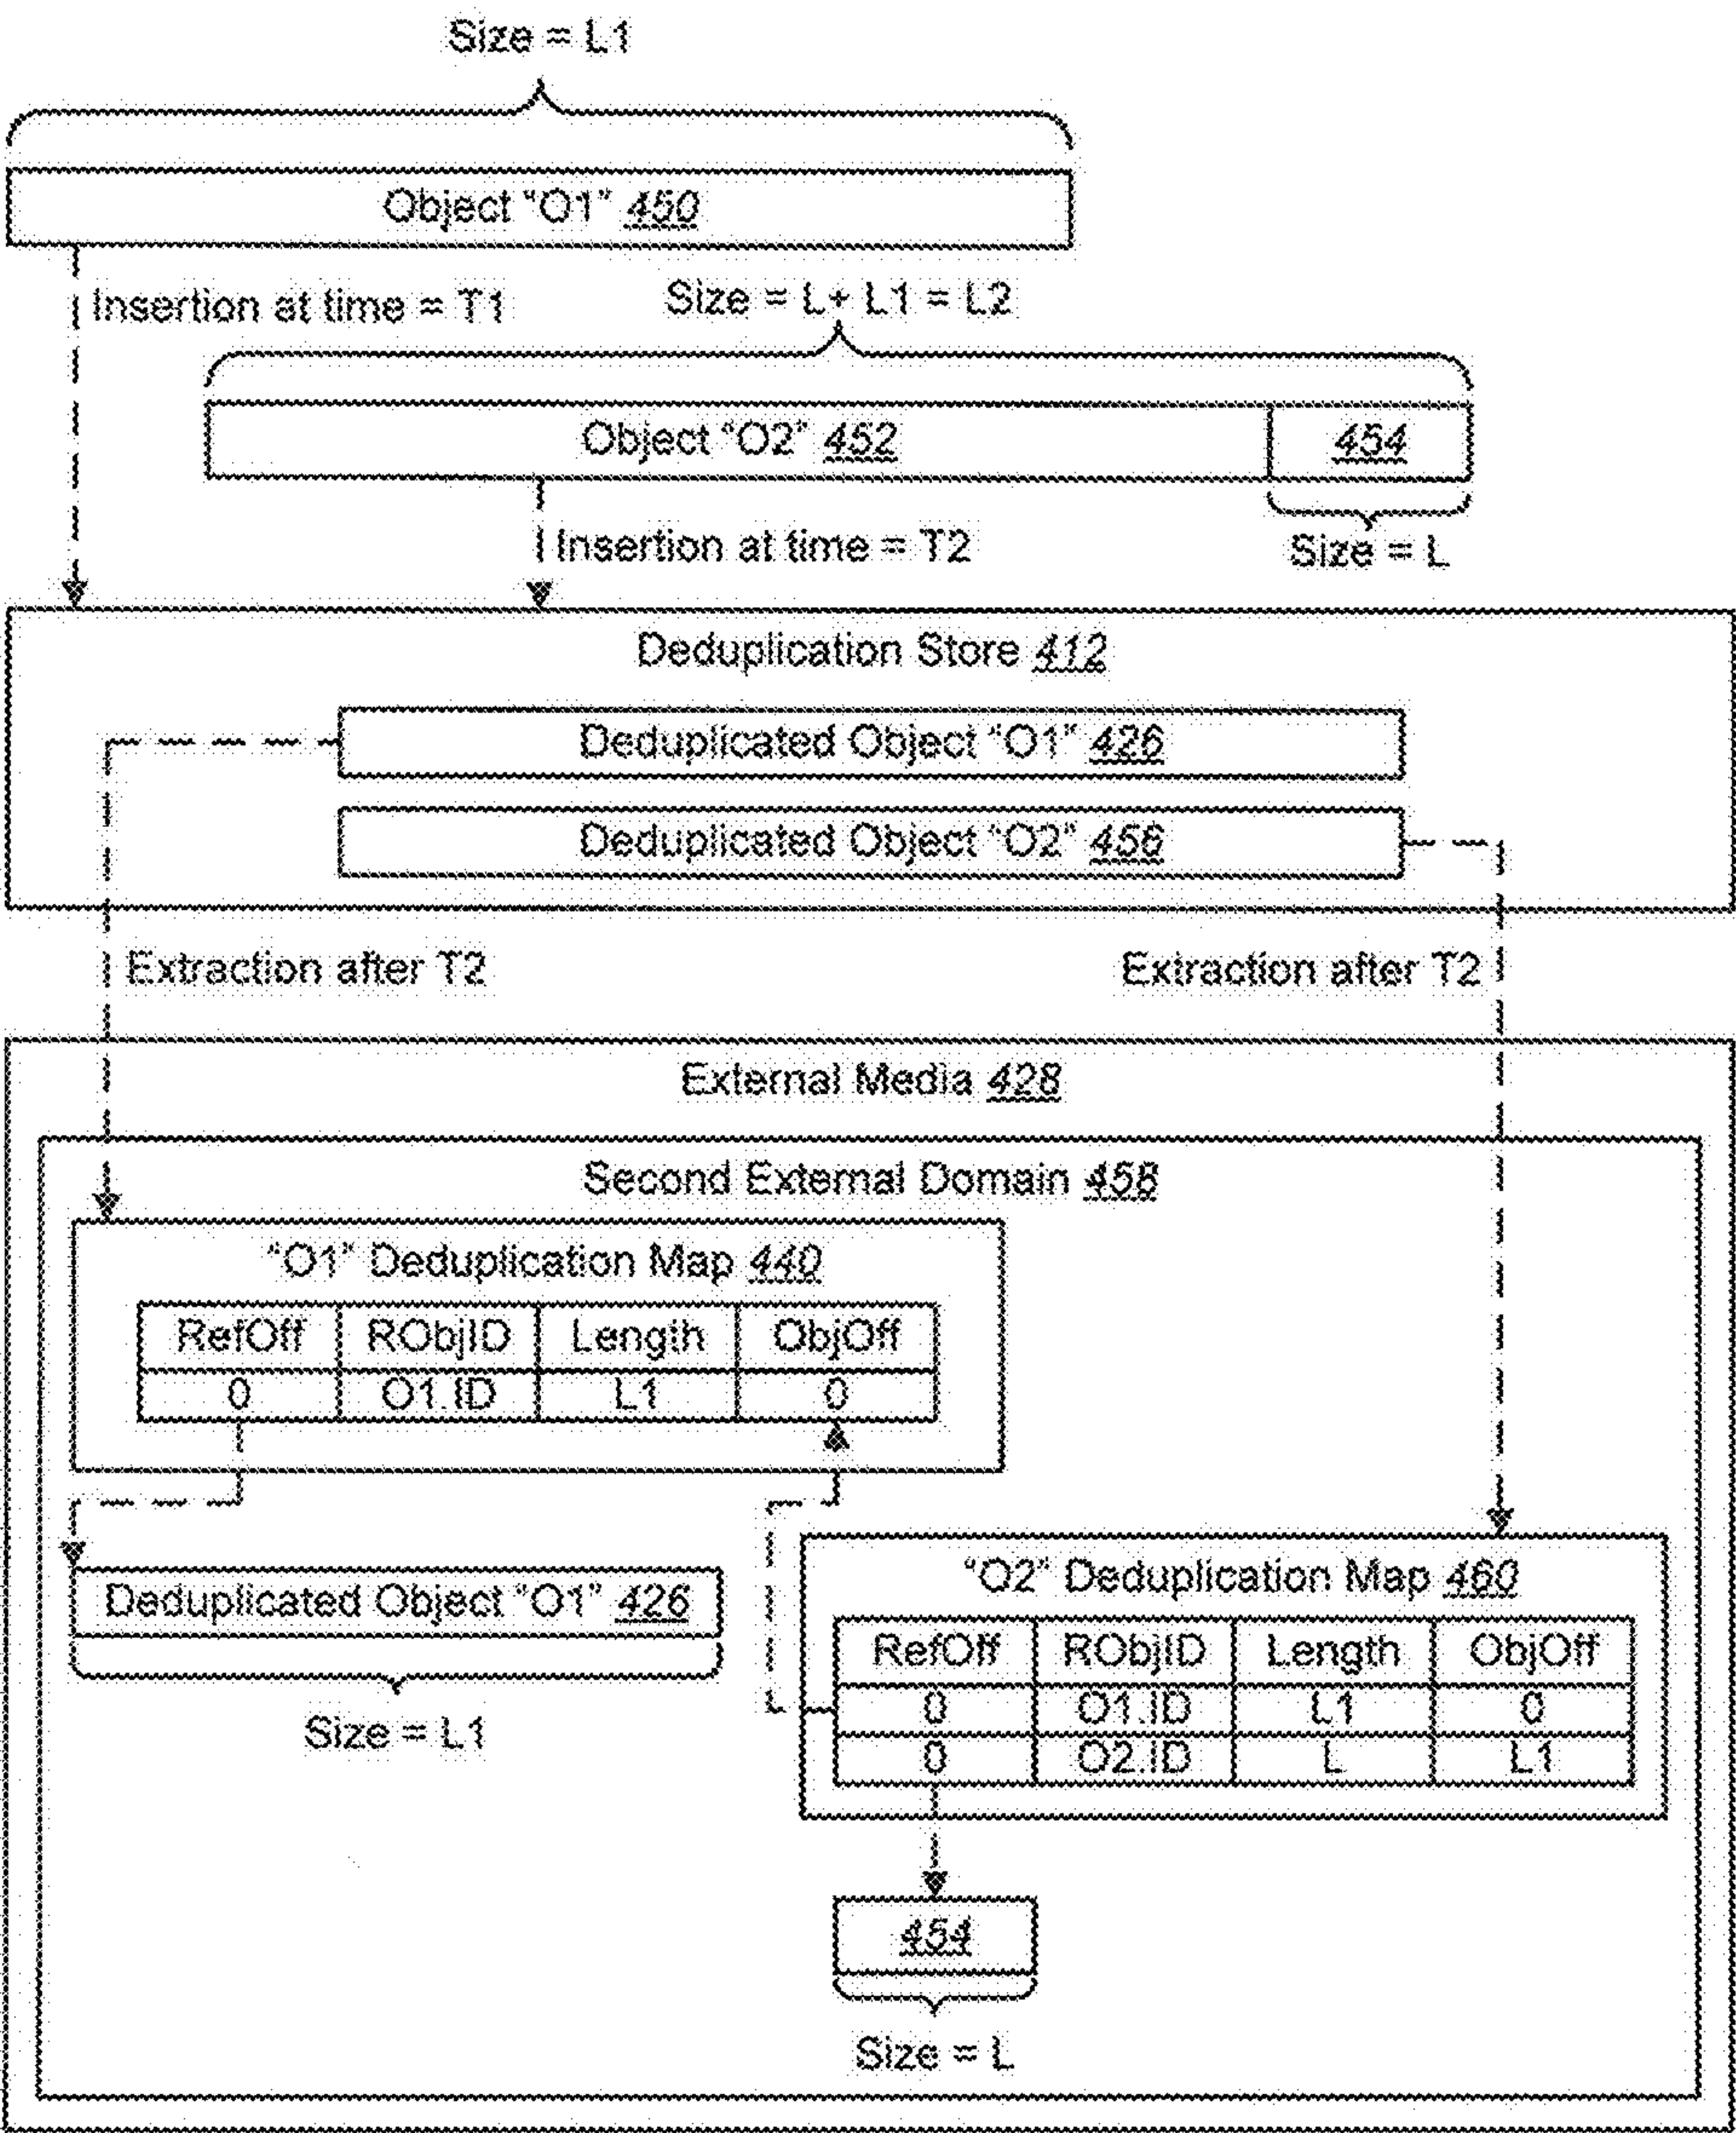 Size = L1
Object "O1" 450
Insertion at time = T1
Size = L+ L1 = L2
Object "O2" 452
454
Insertion at time = T2
Size = L
Deduplication Store 412
Deduplicated Object "O1" 426
Deduplicated Object "O2" 456
Extraction after T2
Extraction after T2
External Media 428
Second External Domain 458
"O1" Deduplication Map 440
RefOff RObjID Length ObjOff
0 O1.ID L1 0
Deduplicated Object "O1" 426
Size = L1
"O2" Deduplication Map 460
RefOff RObjID Length ObjOff
0 O1.ID L1 0
0 O2.ID L L1
454
Size = L